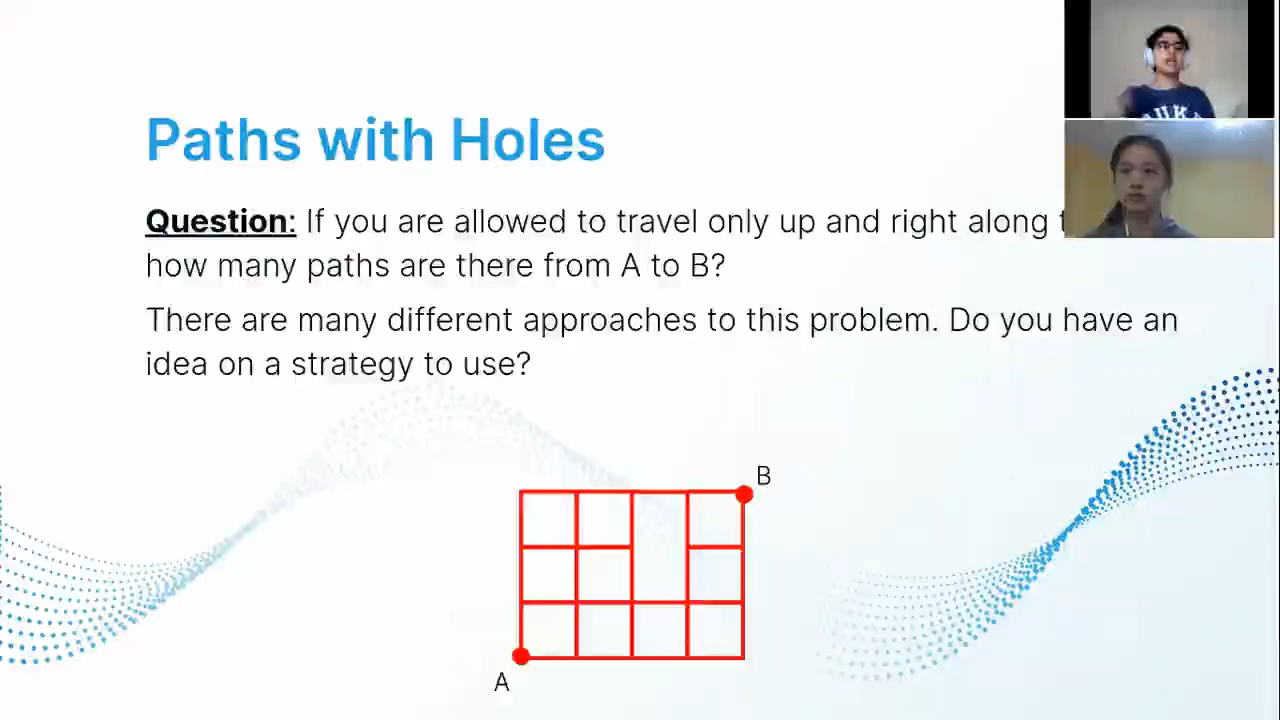 Paths with Holes
Question: If you are allowed to travel only up and right along
how many paths are there from A to B?
There are many different approaches to this problem. Do you have an
idea on a strategy to use?
B
A